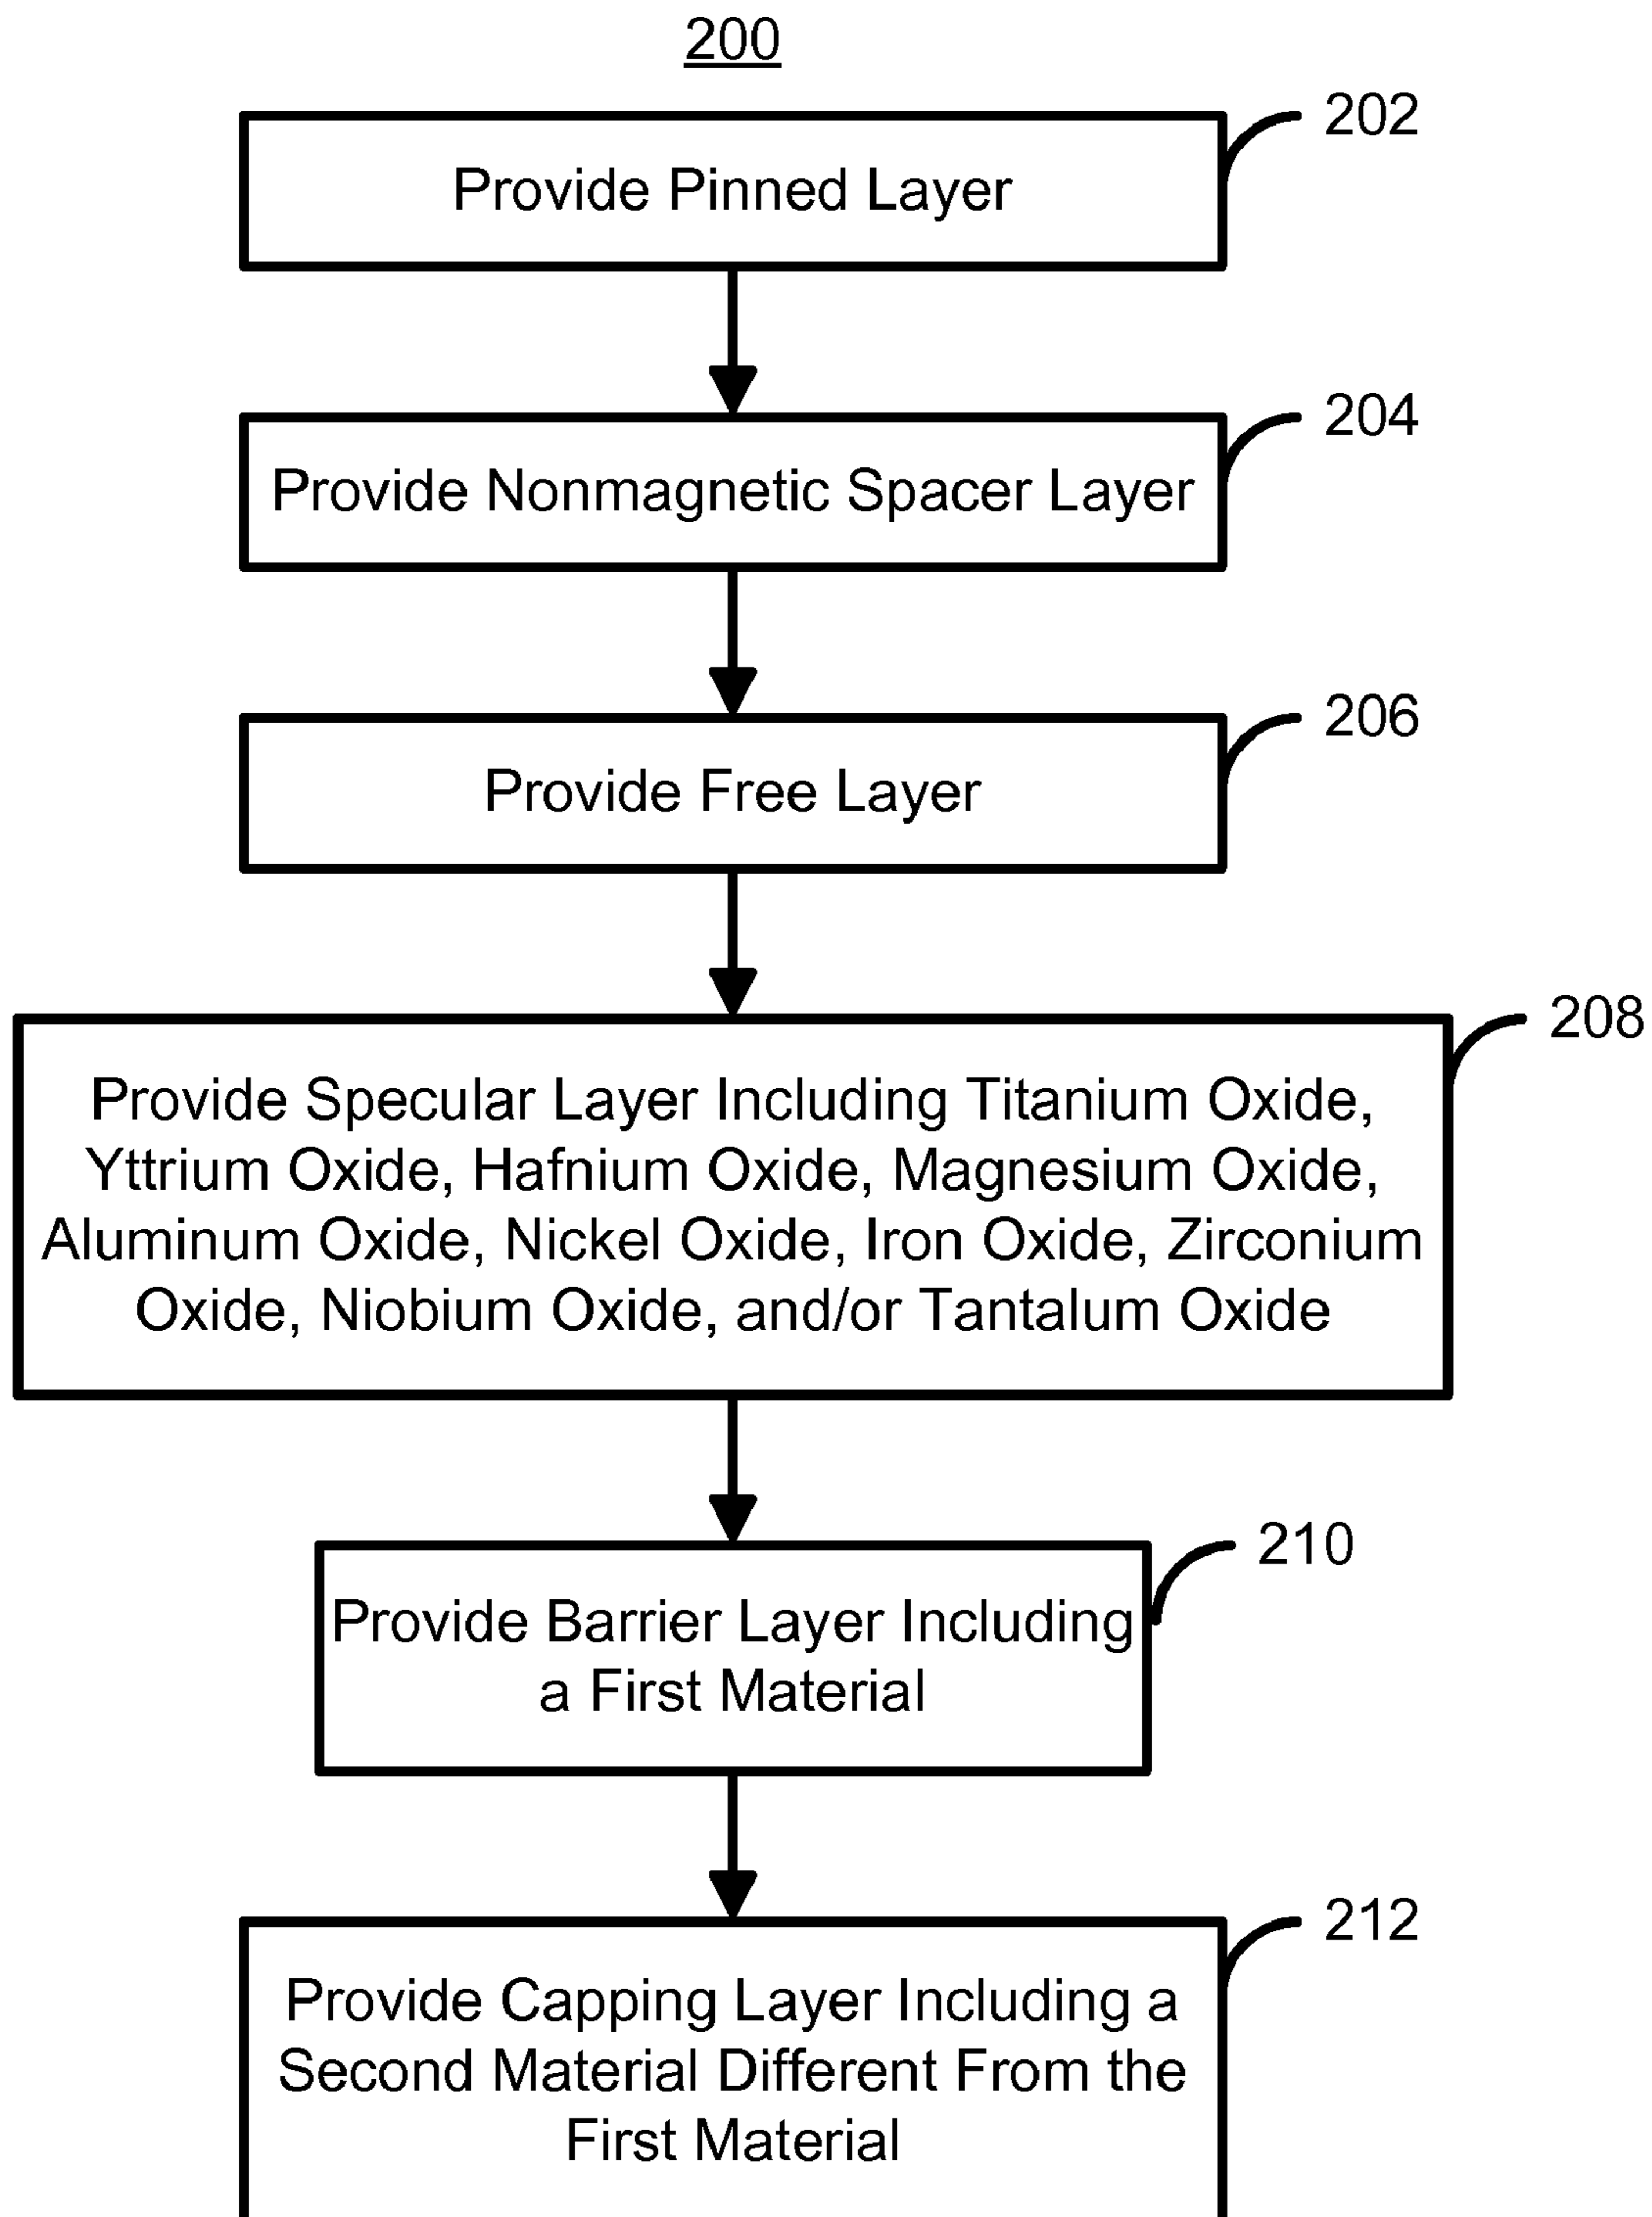 200
202
Provide Pinned Layer
204
Provide Nonmagnetic Spacer Layer
206
Provide Free Layer
208
Provide Specular Layer Including Titanium Oxide,
Yttrium Oxide, Hafnium Oxide, Magnesium Oxide,
Aluminum Oxide, Nickel Oxide, Iron Oxide, Zirconium
Oxide, Niobium Oxide, and/or Tantalum Oxide
210
Provide Barrier Layer Including
a First Material
212
Provide Capping Layer Including a
Second Material Different From the
First Material